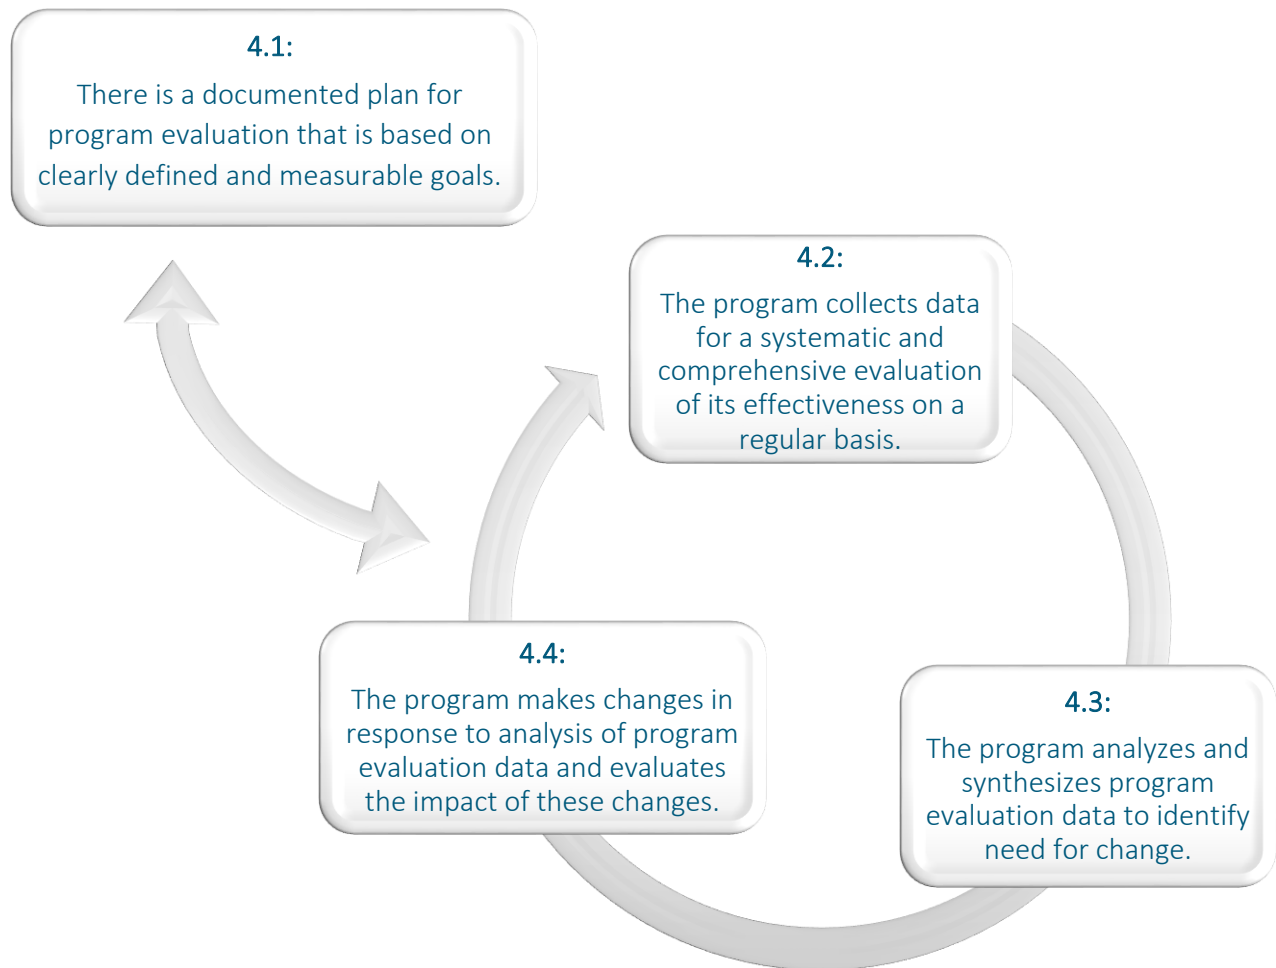 4.1:
There is a documented plan for
program evaluation that is based on
clearly defined and measurable goals.
4.2:
The program collects data
for a systematic and
comprehensive evaluation
of its effectiveness on a
regular basis.
4.3:
The program analyzes and
synthesizes program
evaluation data to identify
need for change.
4.4:
The program makes changes in
response to analysis of program
evaluation data and evaluates
the impact of these changes.